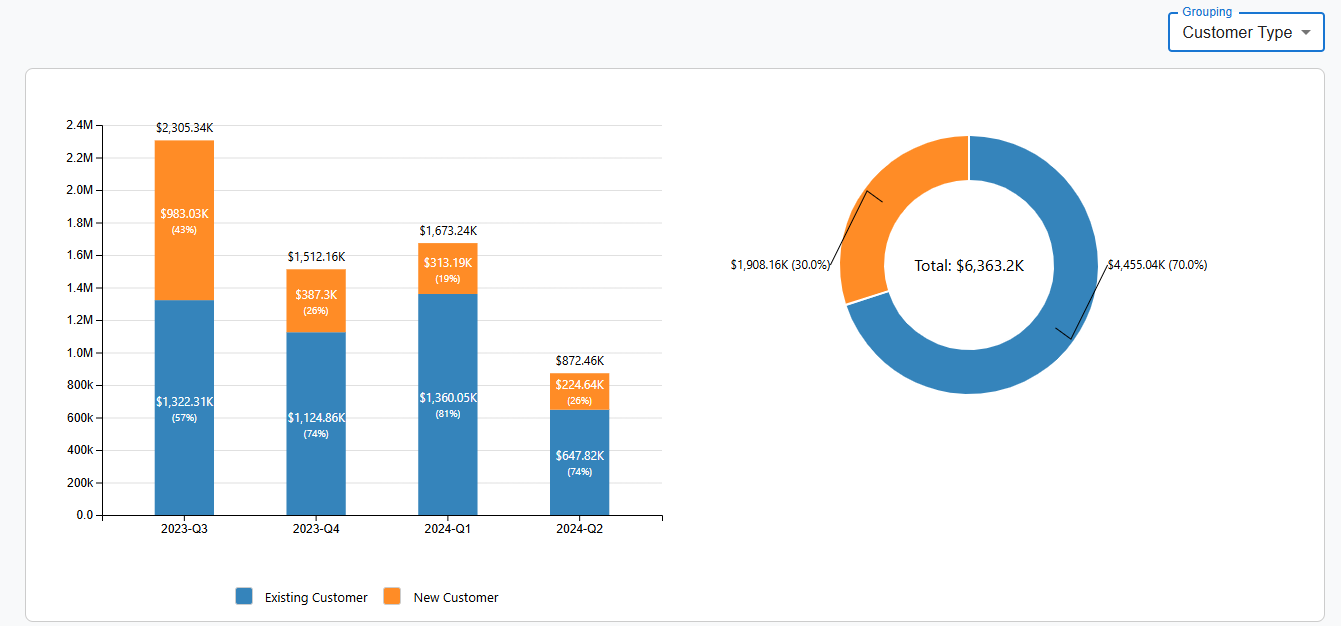 Grouping
Customer Type
2.4M
2.2M
2.0M
1.8M
1.6M
1.4M
1.2M
1.0M
800k
600k
400k
200k
0.0
$2,305.34K
$983.03K
(43%)
$1,322.31K
(57%)
$1,512.16K
$387.3K
(26%)
$1,124.86K
(74%)
$1,673.24K
$313.19K
(19%)
$1,360.05K
(81%)
$872.46K
$224.64K
(26%)
$647.82K
(74%)
2023-Q3
2023-Q4
2024-Q1
2024-Q2
Existing Customer
New Customer
$1,908.16K (30.0%)
Total: $6,363.2K
$4,455.04K (70.0%)